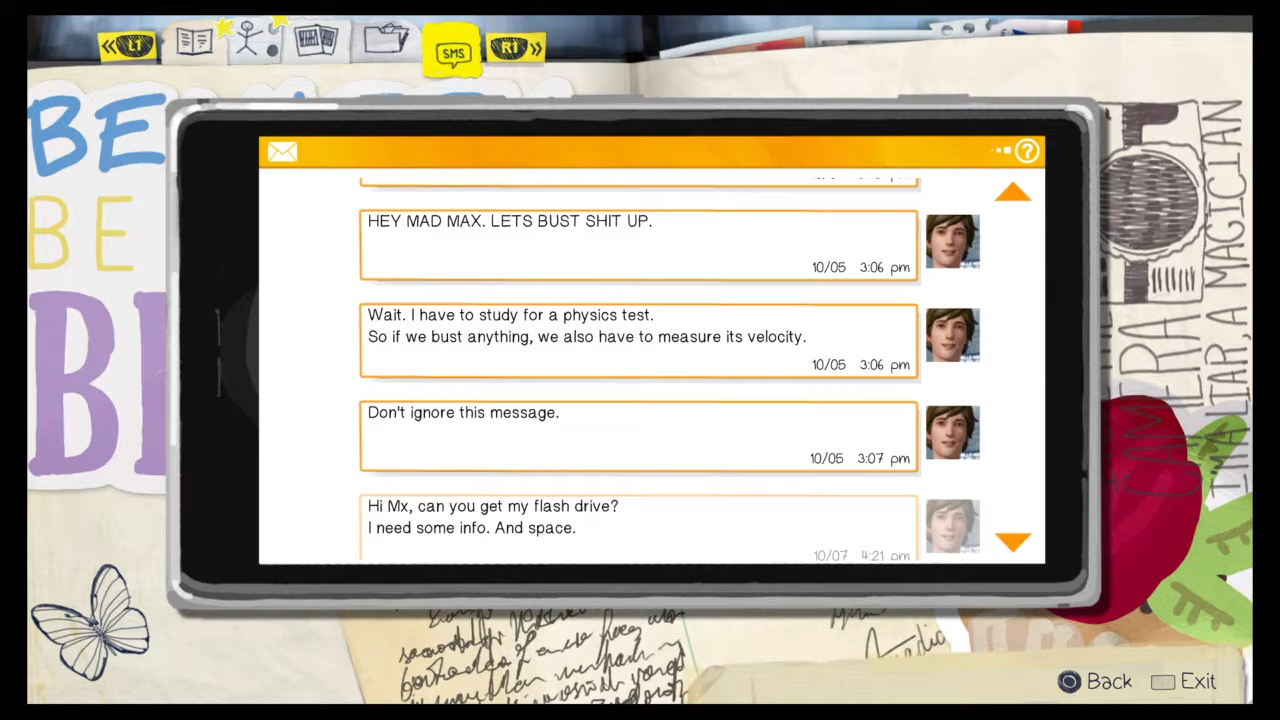 L1
SMS
R1
HEY MAD MAX. LETS BUST SHIT UP.
10/05 3:06 pm
Wait. I have to study for a physics test.
So if we bust anything, we also have to measure its velocity.
10/05 3:06 pm
Don't ignore this message.
10/05 3:07 pm
Hi Mx, can you get my flash drive?
I need some info. And space.
10/07 4:21 pm
BE
BE
MAGICIAN
LIAR, A
Back
Exit